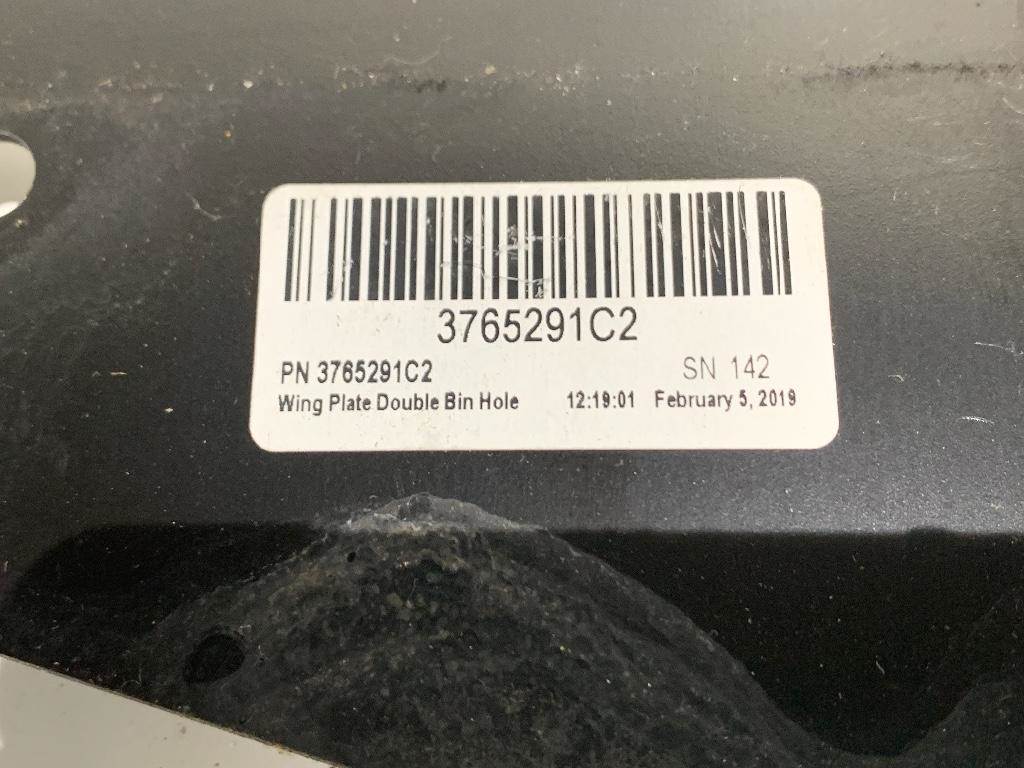 3765291C2
PN 3765291C2 SN 142
Wing Plate Double Bin Hole 12:19:01 February 5, 2019